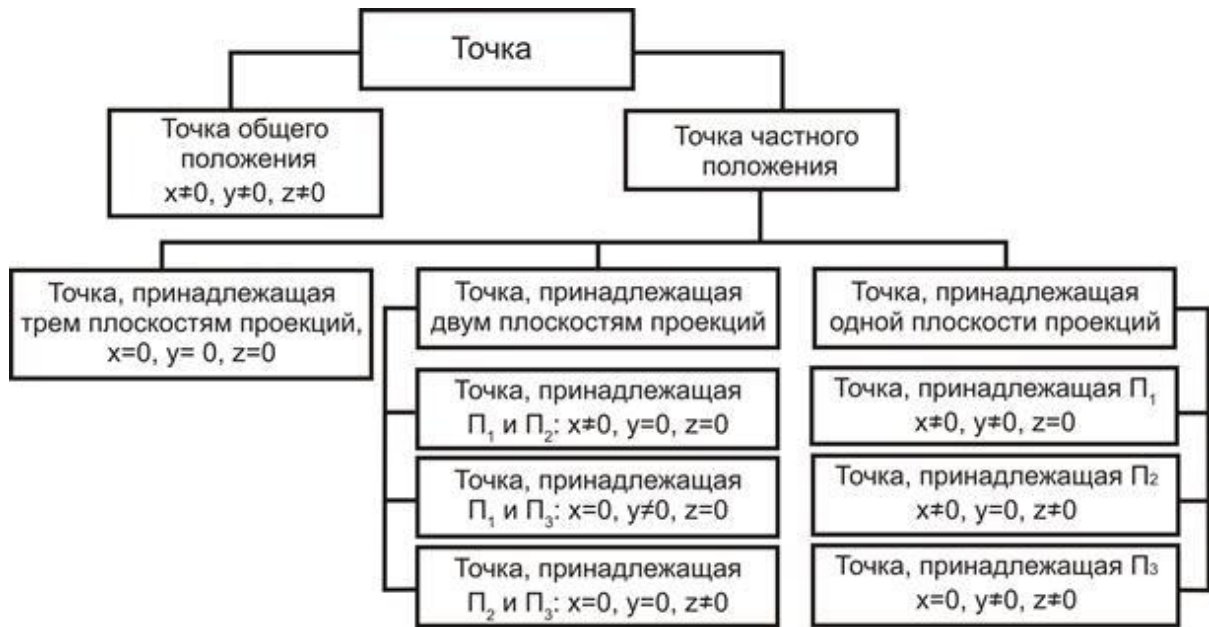 Точка
Точка общего
положения
x≠0, y≠0, z≠0
Точка частного
положения
Точка, принадлежащая
трем плоскостям проекций,
x=0, y= 0, z=0
Точка, принадлежащая
двум плоскостям проекций
Точка, принадлежащая
П₁ и П₂: x≠0, y=0, z=0
Точка, принадлежащая
П₁ и П₃: x=0, y≠0, z=0
Точка, принадлежащая
П₂ и П₃: x=0, y=0, z≠0
Точка, принадлежащая
одной плоскости проекций
Точка, принадлежащая П₁
x≠0, y≠0, z=0
Точка, принадлежащая П₂
x≠0, y=0, z≠0
Точка, принадлежащая П₃
x=0, y≠0, z≠0